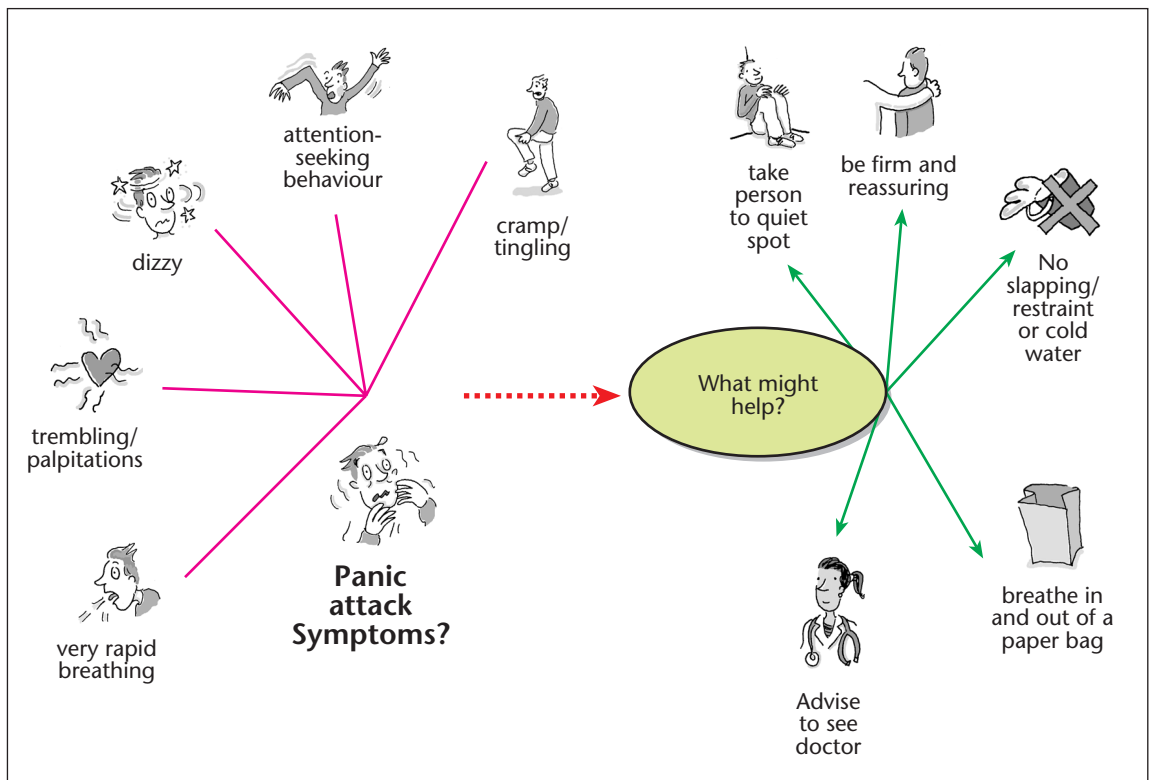 attention-
seeking
behaviour
dizzy
cramp/
tingling
trembling/
palpitations
very rapid
breathing
Panic
attack
Symptoms?
What might
help?
take
person
to quiet
spot
be firm and
reassuring
No
slapping/
restraint
or cold
water
breathe in
and out of a
paper bag
Advise
to see
doctor